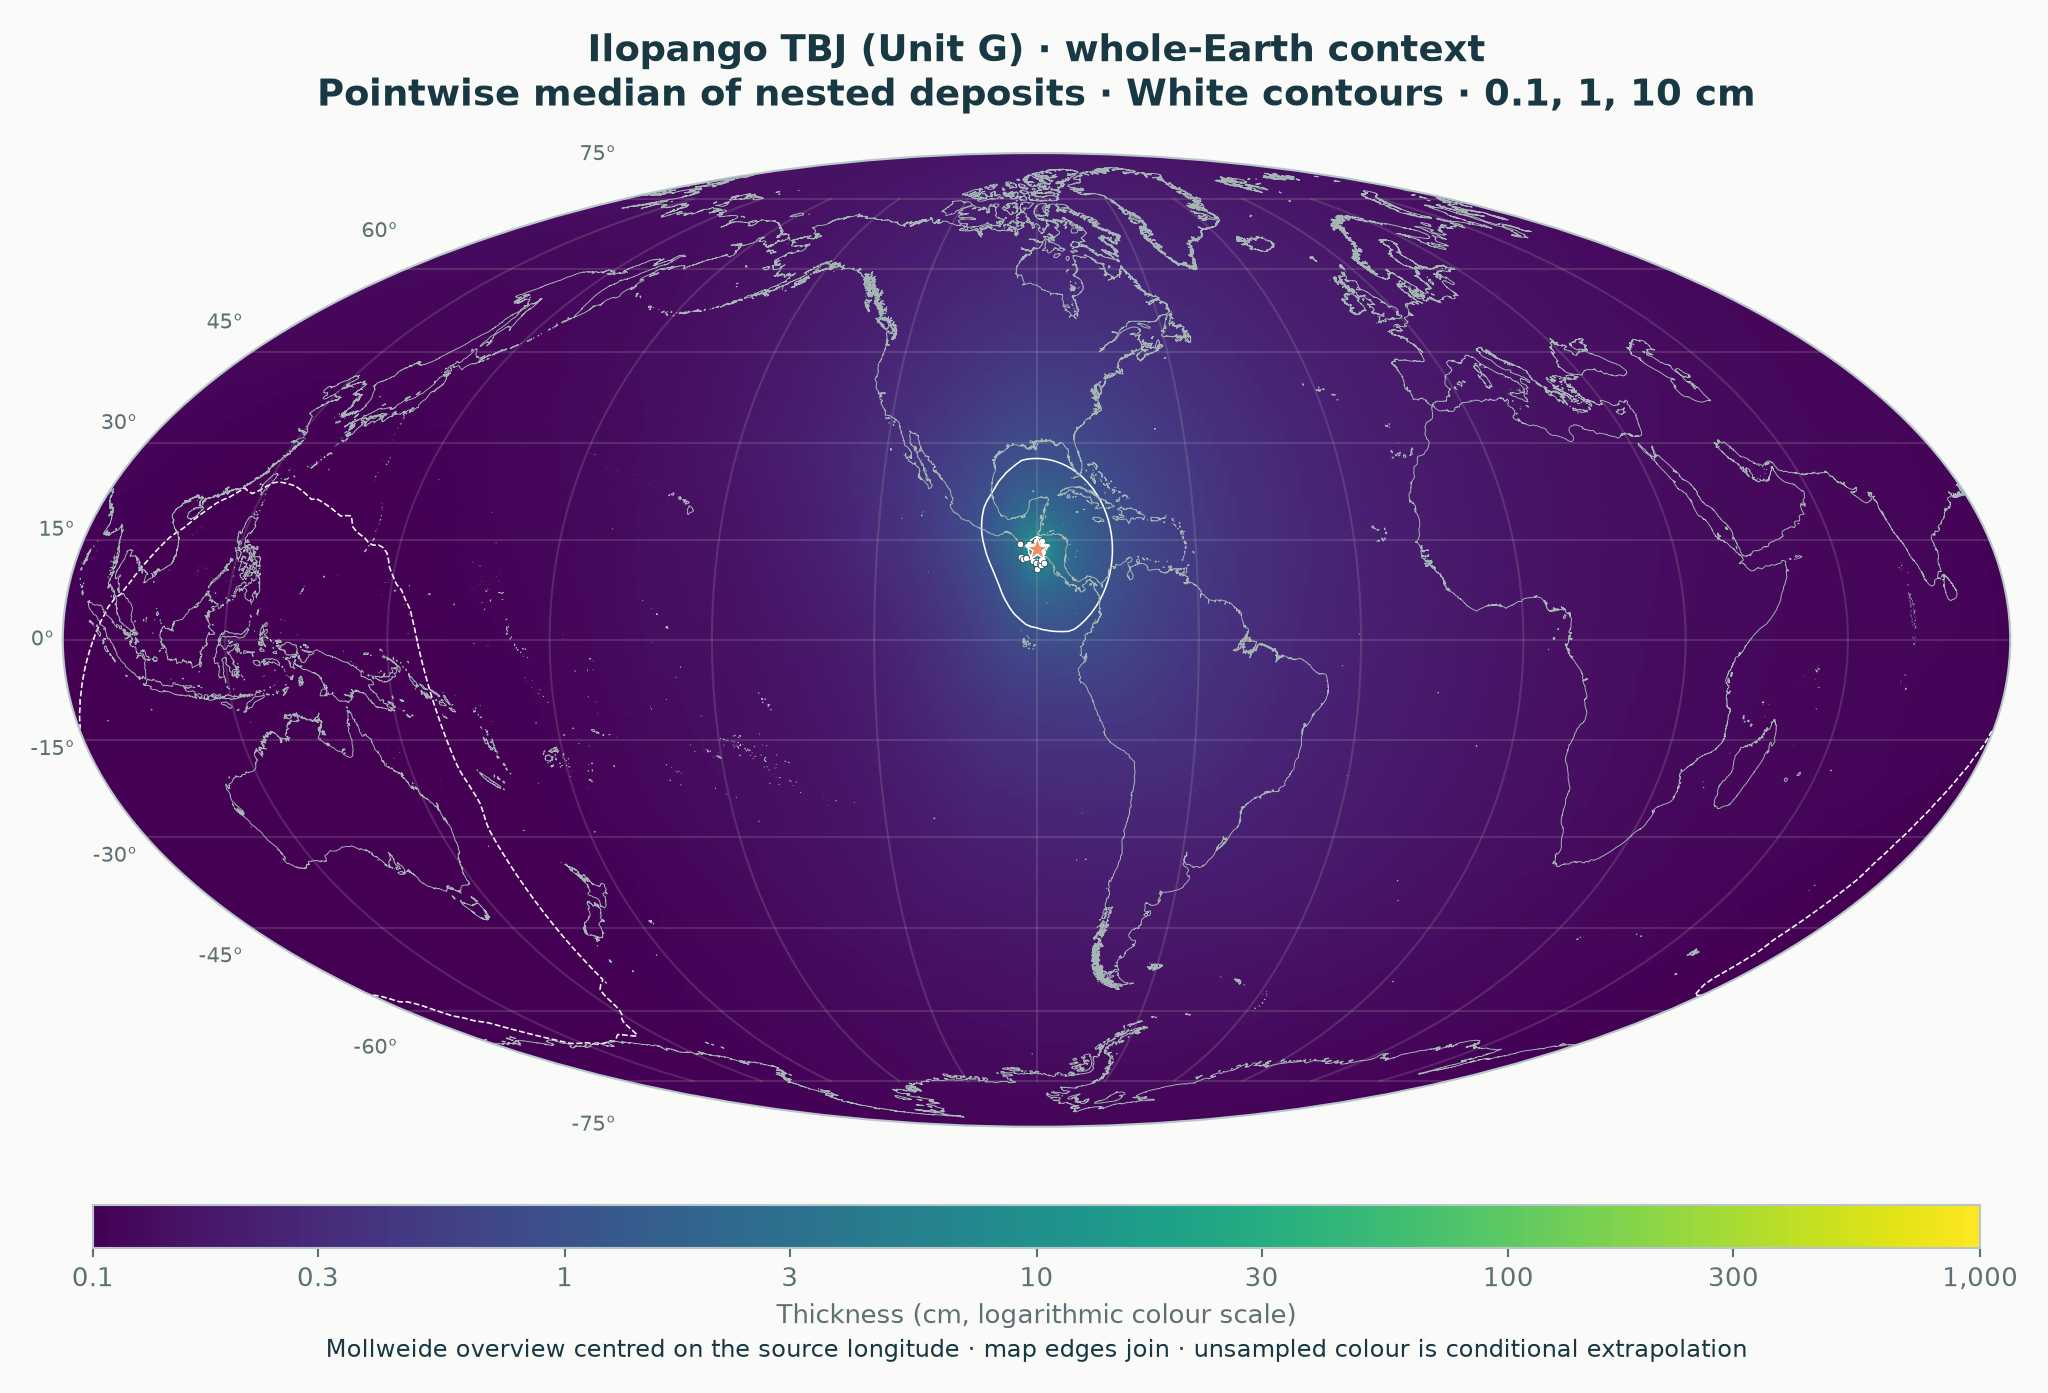 Ilopango TBJ (Unit G) · whole-Earth context
Pointwise median of nested deposits · White contours · 0.1, 1, 10 cm
75°
60°
45°
30°
15°
0°
-15°
-30°
-45°
-60°
-75°
0.1 0.3 1 3 10 30 100 300 1,000
Thickness (cm, logarithmic colour scale)
Mollweide overview centred on the source longitude · map edges join · unsampled colour is conditional extrapolation